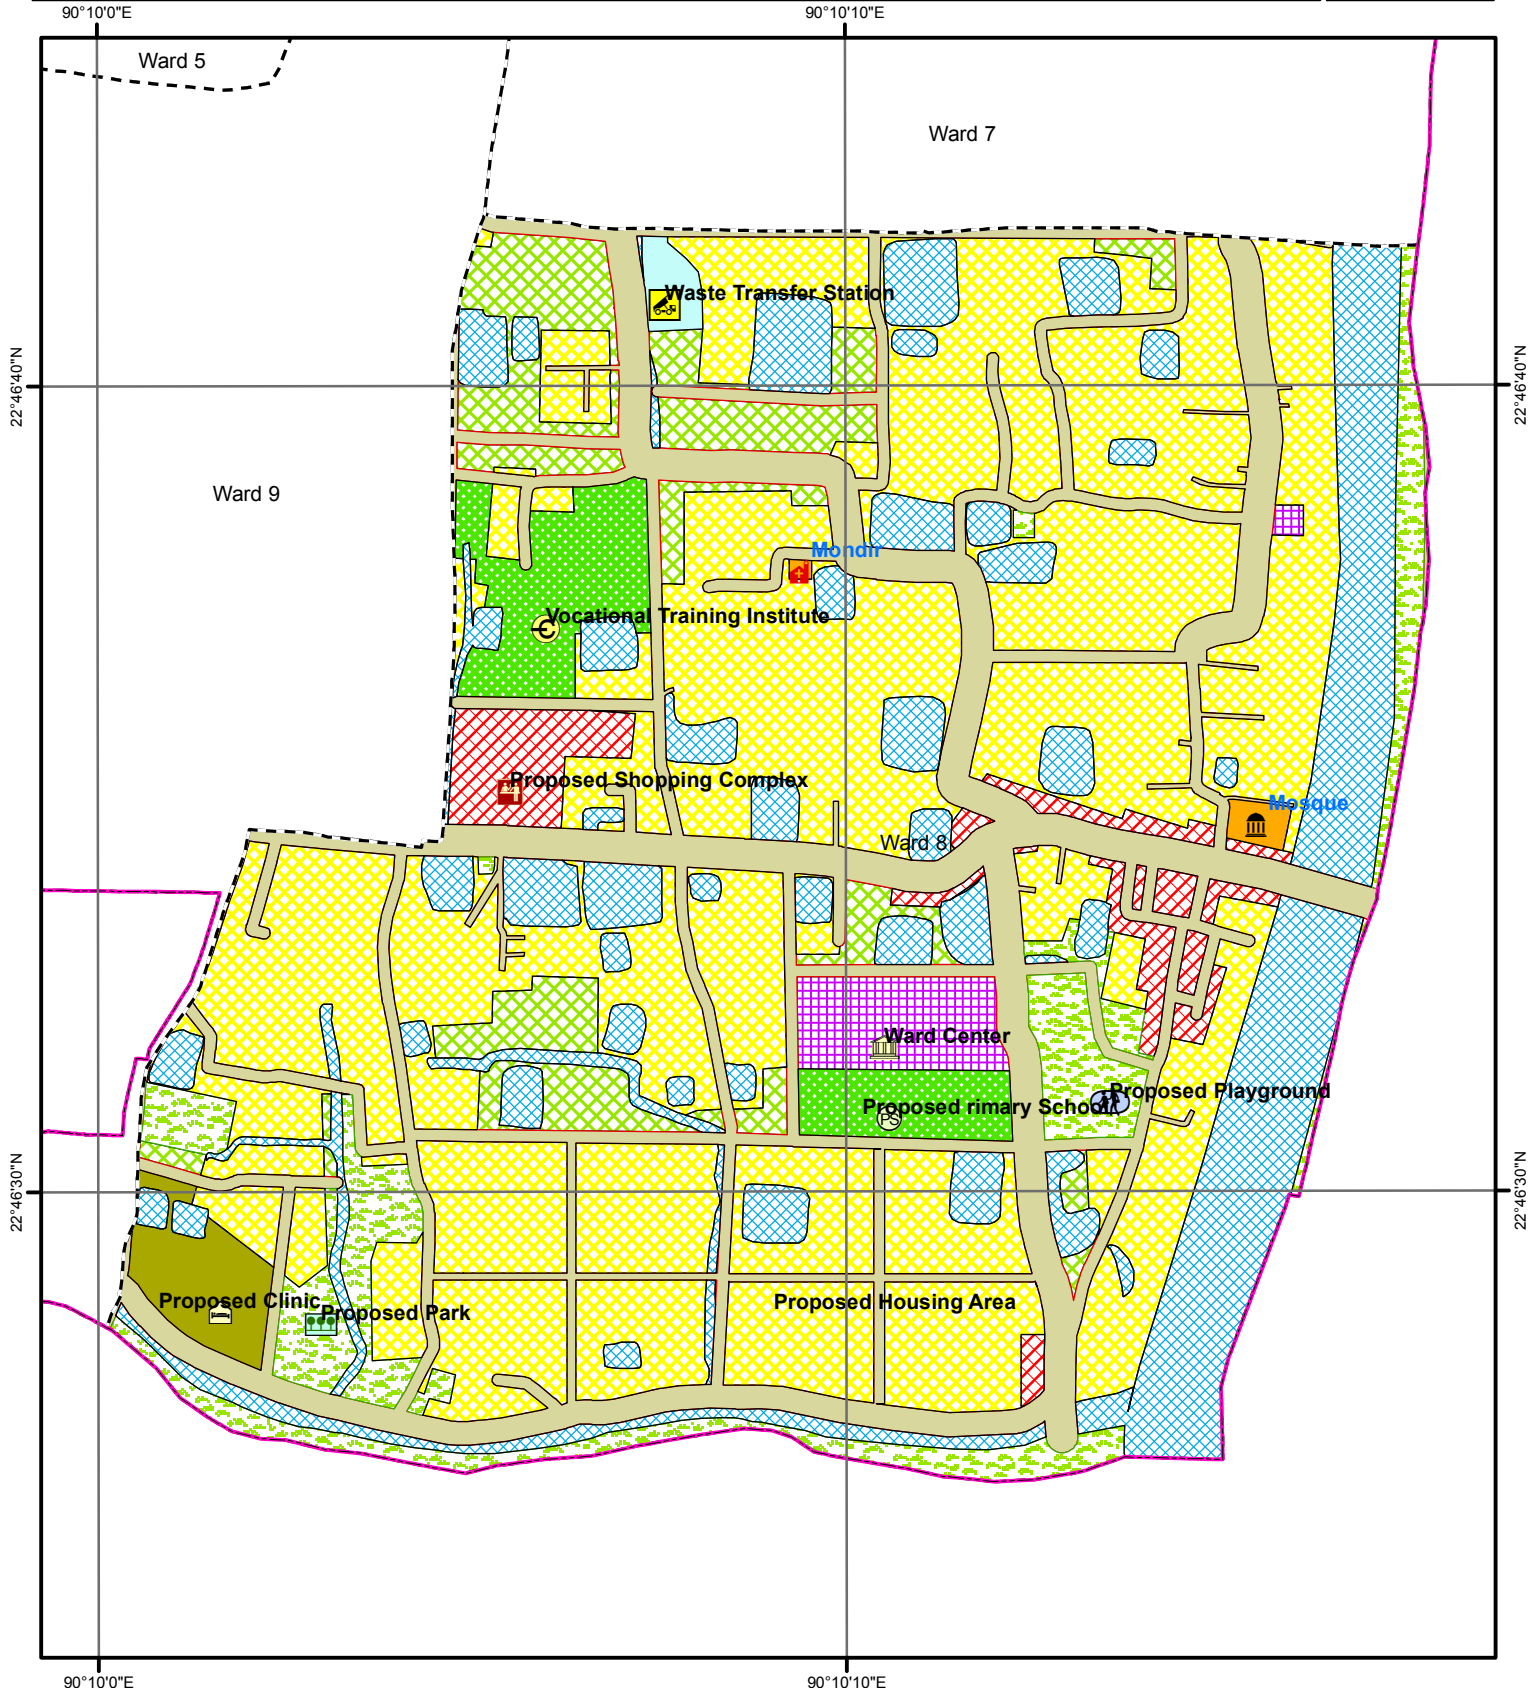 90°10'0"E
90°10'10"E
Ward 5
Ward 7
Waste Transfer Station
22°46'40"N
22°46'40"N
Ward 9
Mondir
Vocational Training Institute
Proposed Shopping Complex
Mosque
Ward 8
Ward Center
Proposed Playground
Proposed rimary School
PS
22°46'30"N
22°46'30"N
Proposed Clinic
Proposed Park
Proposed Housing Area
90°10'0"E
90°10'10"E